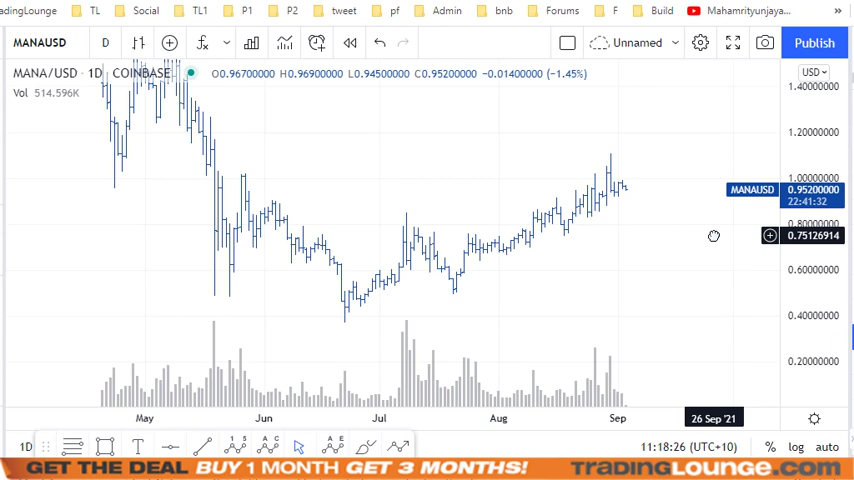 adingLounge TL Social TL1 P1 P2 tweet pf Admin bnb Forums F Build Mahamrityunjaya... »
MANAUSD D Unnamed Publish
MANA/USD · 1D COINBASE O0.96700000 H0.96900000 L0.94500000 C0.95200000 −0.01400000 (−1.45%) USD
Vol 514.596K
1.40000000
1.20000000
1.00000000
MANAUSD 0.95200000
22:41:32
0.80000000
0.75126914
0.60000000
0.40000000
0.20000000
May Jun Jul Aug Sep 26 Sep '21
1D T 1 3 5 A C A E 11:18:26 (UTC+10) % log auto
GET THE DEAL BUY 1 MONTH GET 3 MONTHS! TRADINGLOUNGE.com